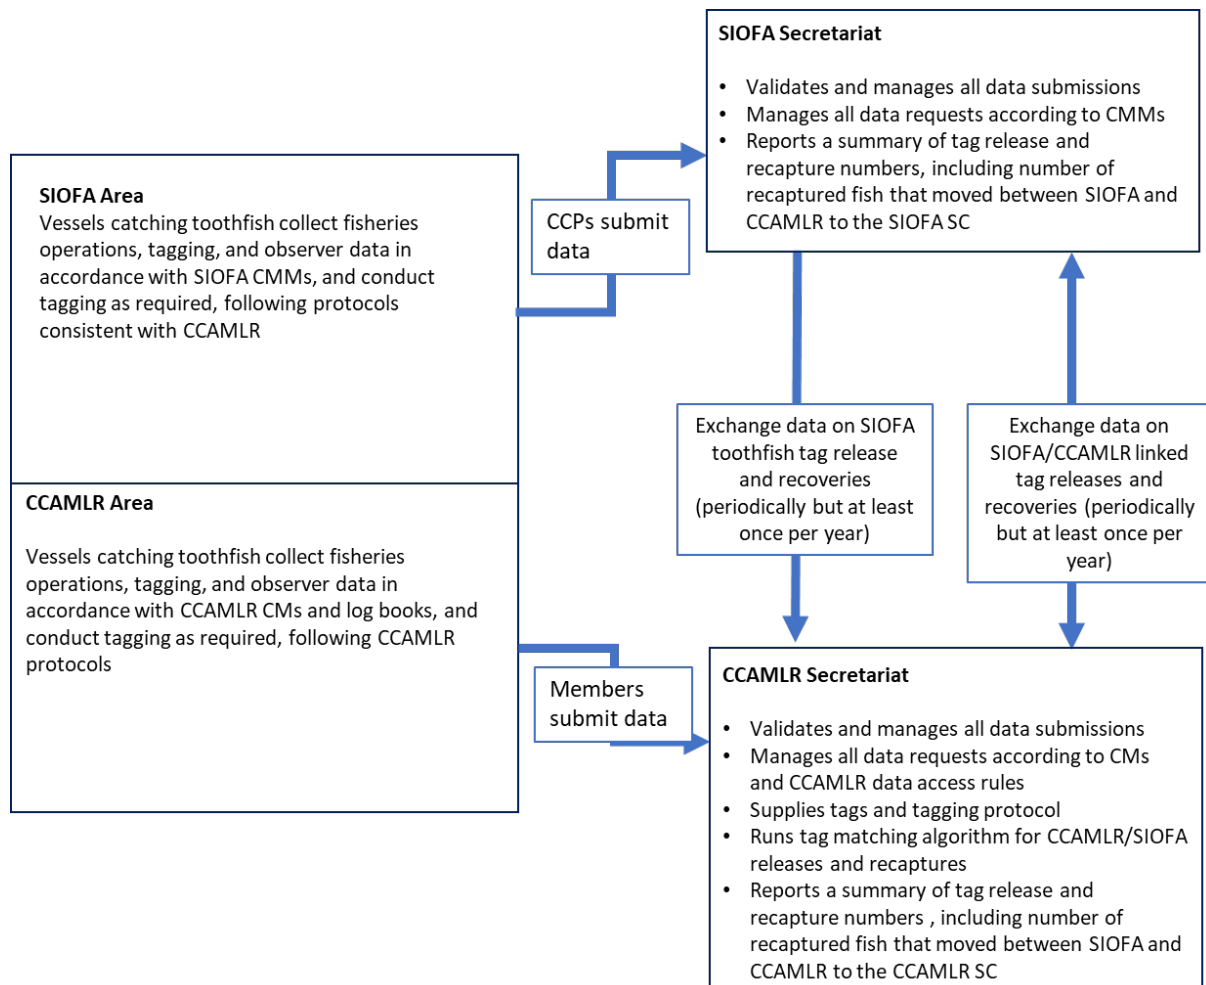 SIOFA Secretariat
• Validates and manages all data submissions
• Manages all data requests according to CMMs
• Reports a summary of tag release and
recapture numbers, including number of
recaptured fish that moved between SIOFA and
CCAMLR to the SIOFA SC
SIOFA Area
Vessels catching toothfish collect fisheries
operations, tagging, and observer data in
accordance with SIOFA CMMs, and conduct
tagging as required, following protocols
consistent with CCAMLR
CCPs submit
data
Exchange data on SIOFA
toothfish tag release
and recoveries
(periodically but at least
once per year)
Exchange data on
SIOFA/CCAMLR linked
tag releases and
recoveries (periodically
but at least once per
year)
CCAMLR Area
Vessels catching toothfish collect fisheries
operations, tagging, and observer data in
accordance with CCAMLR CMs and log books, and
conduct tagging as required, following CCAMLR
protocols
Members
submit data
CCAMLR Secretariat
• Validates and manages all data submissions
• Manages all data requests according to CMs
and CCAMLR data access rules
• Supplies tags and tagging protocol
• Runs tag matching algorithm for CCAMLR/SIOFA
releases and recaptures
• Reports a summary of tag release and
recapture numbers , including number of
recaptured fish that moved between SIOFA and
CCAMLR to the CCAMLR SC